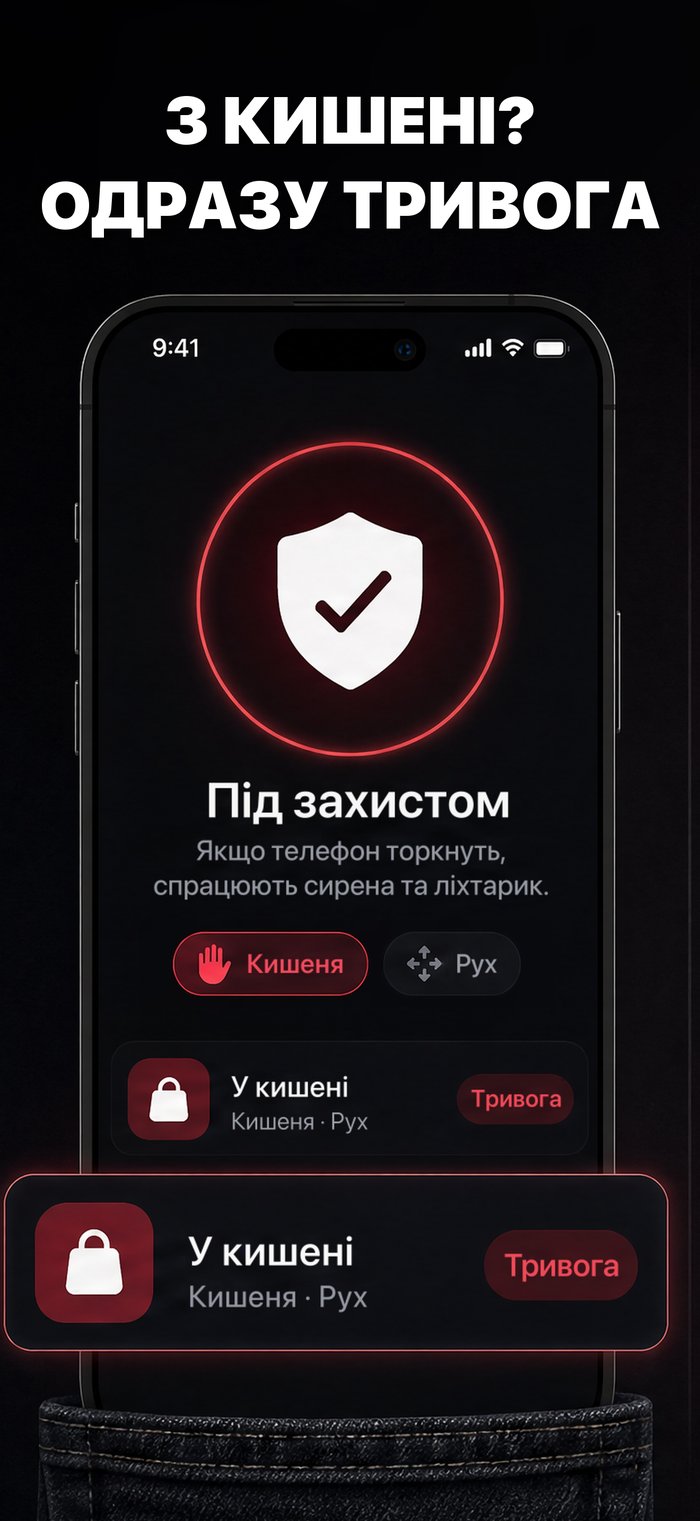 З КИШЕНІ?
ОДРАЗУ ТРИВОГА
9:41
Під захистом
Якщо телефон торкнуть,
спрацюють сирена та ліхтарик.
Кишеня
Рух
У кишені
Кишеня · Рух
Тривога
У кишені
Кишеня · Рух
Тривога